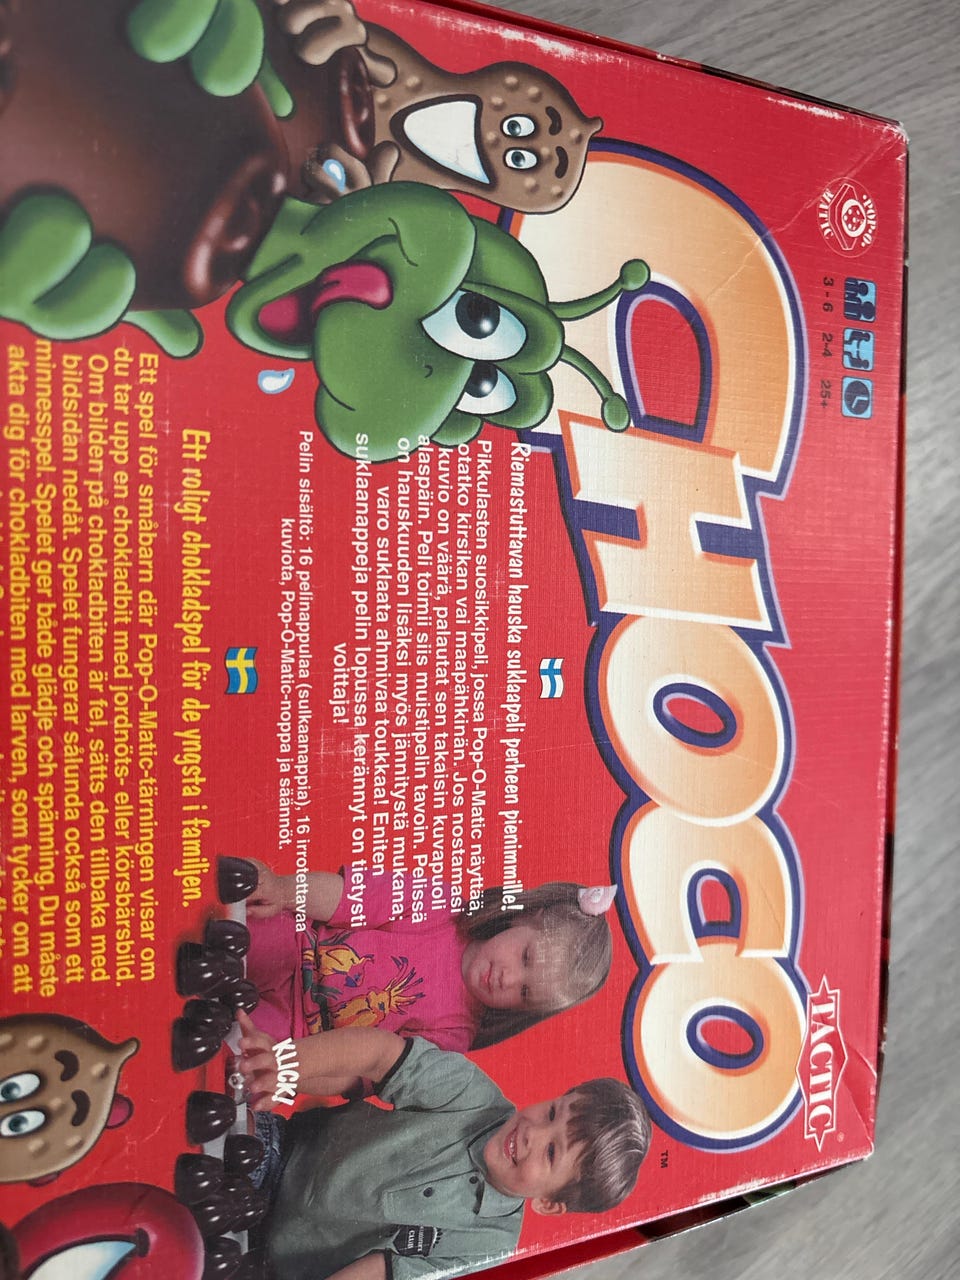 POP-O-MATIC
3 - 6 2-4 25+
TACTIC
®
CHOCO
TM
Riemastuttavan hauska suklaapeli perheen pienimmille!
Pikkulasten suosikkipeli, jossa Pop-O-Matic näyttää,
otatko kirsikan vai maapähkinän. Jos nostamasi
kuvio on väärä, palautat sen takaisin kuvapuoli
alaspäin. Peli toimii siis muistipelin tavoin. Pelissä
on hauskuuden lisäksi myös jännitystä mukana;
varo suklaata ahmivaa toukkaa! Eniten
suklaanappeja pelin lopussa kerännyt on tietysti
voittaja!
Pelin sisältö: 16 pelinappulaa (sulkaanappia), 16 irrotettavaa
kuviota, Pop-O-Matic-noppa ja säännöt.
KLICK!
CLUB
Ett roligt chokladspel för de yngsta i familjen.
Ett spel för småbarn där Pop-O-Matic-tärningen visar om
du tar upp en chokladbit med jordnöts- eller körsbärsbild.
Om bilden på chokladbiten är fel, sätts den tillbaka med
bildsidan nedåt. Spelet fungerar sålunda också som ett
minnesspel. Spelet ger både glädje och spänning. Du måste
akta dig för chokladbiten med larven, som tycker om att